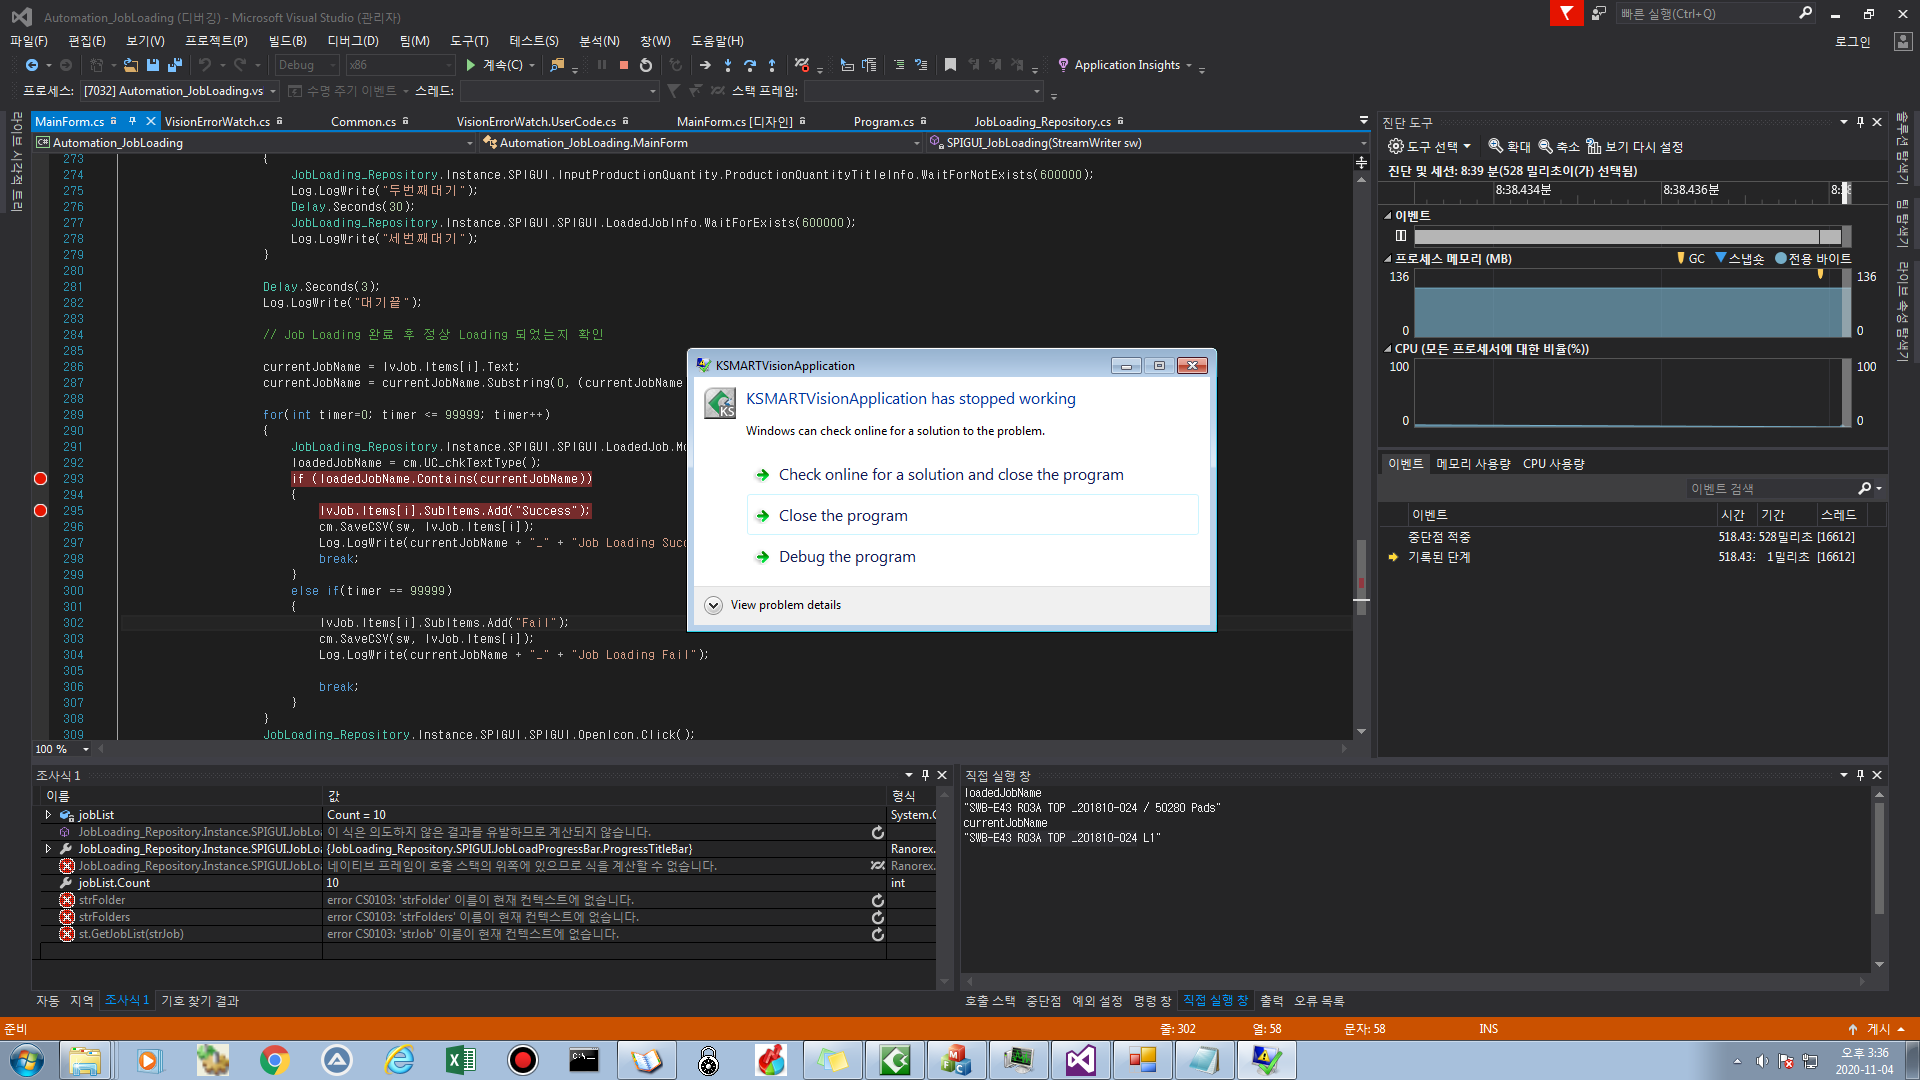 Automation_JobLoading (디버깅) - Microsoft Visual Studio (관리자)
빠른 실행(Ctrl+Q)
파일(F) 편집(E) 보기(V) 프로젝트(P) 빌드(B) 디버그(D) 팀(M) 도구(T) 테스트(S) 분석(N) 창(W) 도움말(H)
로그인
Debug x86 계속(C) Application Insights
프로세스: [7032] Automation_JobLoading.vs 수명 주기 이벤트 스레드: 스택 프레임:
라이브 시각적 트리
MainForm.cs VisionErrorWatch.cs Common.cs VisionErrorWatch.UserCode.cs MainForm.cs [디자인] Program.cs JobLoading_Repository.cs
Automation_JobLoading Automation_JobLoading.MainForm SPIGUI_JobLoading(StreamWriter sw)
273 {
274 JobLoading_Repository.Instance.SPIGUI.InputProductionQuantity.ProductionQuantityTitleInfo.WaitForNotExists(600000);
275 Log.LogWrite("두번째대기");
276 Delay.Seconds(30);
277 JobLoading_Repository.Instance.SPIGUI.SPIGUI.LoadedJobInfo.WaitForExists(600000);
278 Log.LogWrite("세번째대기");
279 }
280
281 Delay.Seconds(3);
282 Log.LogWrite("대기끝");
283
284 // Job Loading 완료 후 정상 Loading 되었는지 확인
285
286 currentJobName = lvJob.Items[i].Text;
287 currentJobName = currentJobName.Substring(0, (currentJobName
288
289 for(int timer=0; timer <= 99999; timer++)
290 {
291 JobLoading_Repository.Instance.SPIGUI.SPIGUI.LoadedJob.Mo
292 loadedJobName = cm.UC_chkTextType();
293 if (loadedJobName.Contains(currentJobName))
294 {
295 lvJob.Items[i].SubItems.Add("Success");
296 cm.SaveCSV(sw, lvJob.Items[i]);
297 Log.LogWrite(currentJobName + "_" + "Job Loading Succ
298 break;
299 }
300 else if(timer == 99999)
301 {
302 lvJob.Items[i].SubItems.Add("Fail");
303 cm.SaveCSV(sw, lvJob.Items[i]);
304 Log.LogWrite(currentJobName + "_" + "Job Loading Fail");
305
306 break;
307 }
308 }
309 JobLoading_Repository.Instance.SPIGUI.SPIGUI.OpenIcon.Click();
100 %
KSMARTVisionApplication
KS
KSMARTVisionApplication has stopped working
Windows can check online for a solution to the problem.
Check online for a solution and close the program
Close the program
Debug the program
View problem details
진단 도구
도구 선택 확대 축소 보기 다시 설정
진단 및 세션: 8:39 분(528 밀리초이(가) 선택됨)
8:38.434분 8:38.436분
이벤트
프로세스 메모리 (MB) GC 스냅숏 전용 바이트
136 136
0 0
CPU (모든 프로세서에 대한 비율(%))
100 100
0 0
이벤트 메모리 사용량 CPU 사용량
이벤트 검색
이벤트 시간 기간 스레드
중단점 적중 518.43: 528밀리초 [16612]
기록된 단계 518.43: 1밀리초 [16612]
솔루션 탐색기
팀 탐색기
라이브 속성 탐색기
조사식 1
이름 값 형식
jobList Count = 10 System.C
JobLoading_Repository.Instance.SPIGUI.JobLo 이 식은 의도하지 않은 결과를 유발하므로 계산되지 않습니다.
JobLoading_Repository.Instance.SPIGUI.JobLoa {JobLoading_Repository.SPIGUIJobLoadProgressBar.ProgressTitleBar} Ranorex.
JobLoading_Repository.Instance.SPIGUI.JobLoa 네이티브 프레임이 호출 스택의 위쪽에 있으므로 식을 계산할 수 없습니다. Ranorex.
jobList.Count 10 int
strFolder error CS0103: 'strFolder' 이름이 현재 컨텍스트에 없습니다.
strFolders error CS0103: 'strFolders' 이름이 현재 컨텍스트에 없습니다.
st.GetJobList(strJob) error CS0103: 'strJob' 이름이 현재 컨텍스트에 없습니다.
자동 지역 조사식 1 기호 찾기 결과
직접 실행 창
loadedJobName
"SWB-E43 R03A TOP _201810-024 / 50280 Pads"
currentJobName
"SWB-E43 R03A TOP _201810-024 L1"
호출 스택 중단점 예외 설정 명령 창 직접 실행 창 출력 오류 목록
준비 줄: 302 열: 58 문자: 58 INS 게시
오후 3:36
2020-11-04